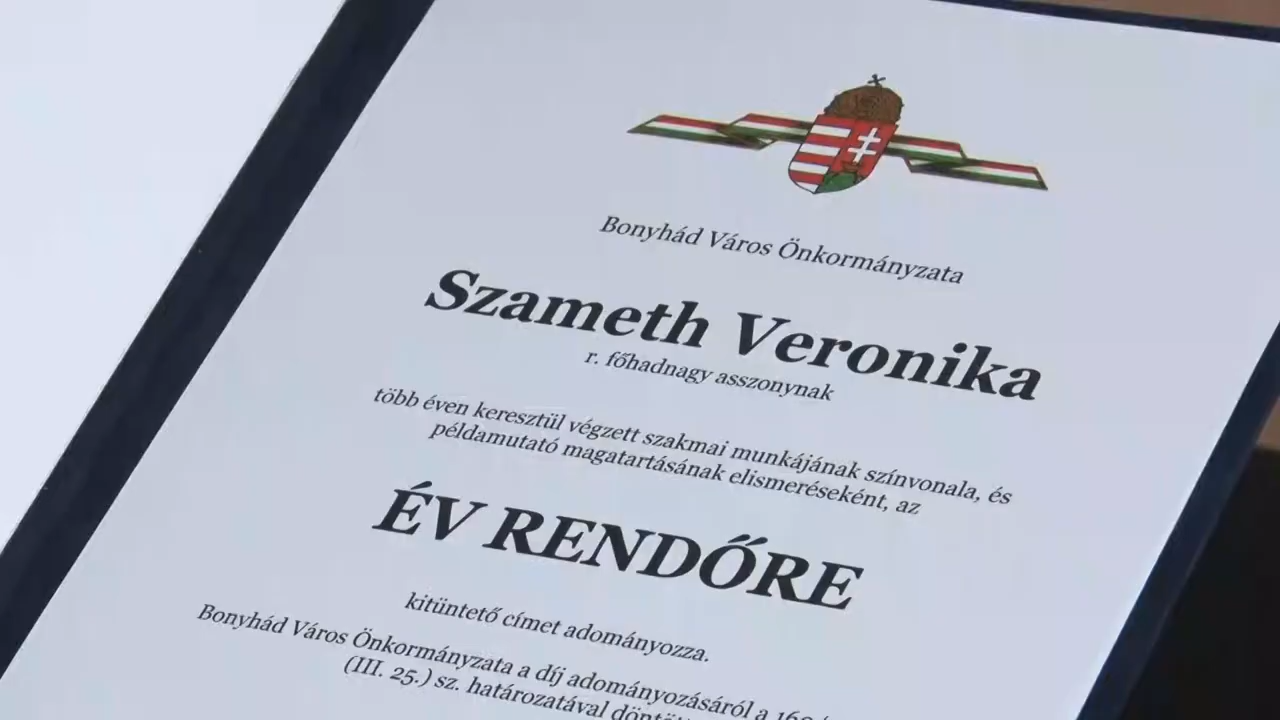 Bonyhád Város Önkormányzata
Szameth Veronika
r. főhadnagy asszonynak
több éven keresztül végzett szakmai munkájának színvonala, és
példamutató magatartásának elismeréseként, az
ÉV RENDŐRE
kitüntető címet adományozza.
Bonyhád Város Önkormányzata a díj adományozásáról a
(III. 25.) sz. határozatával